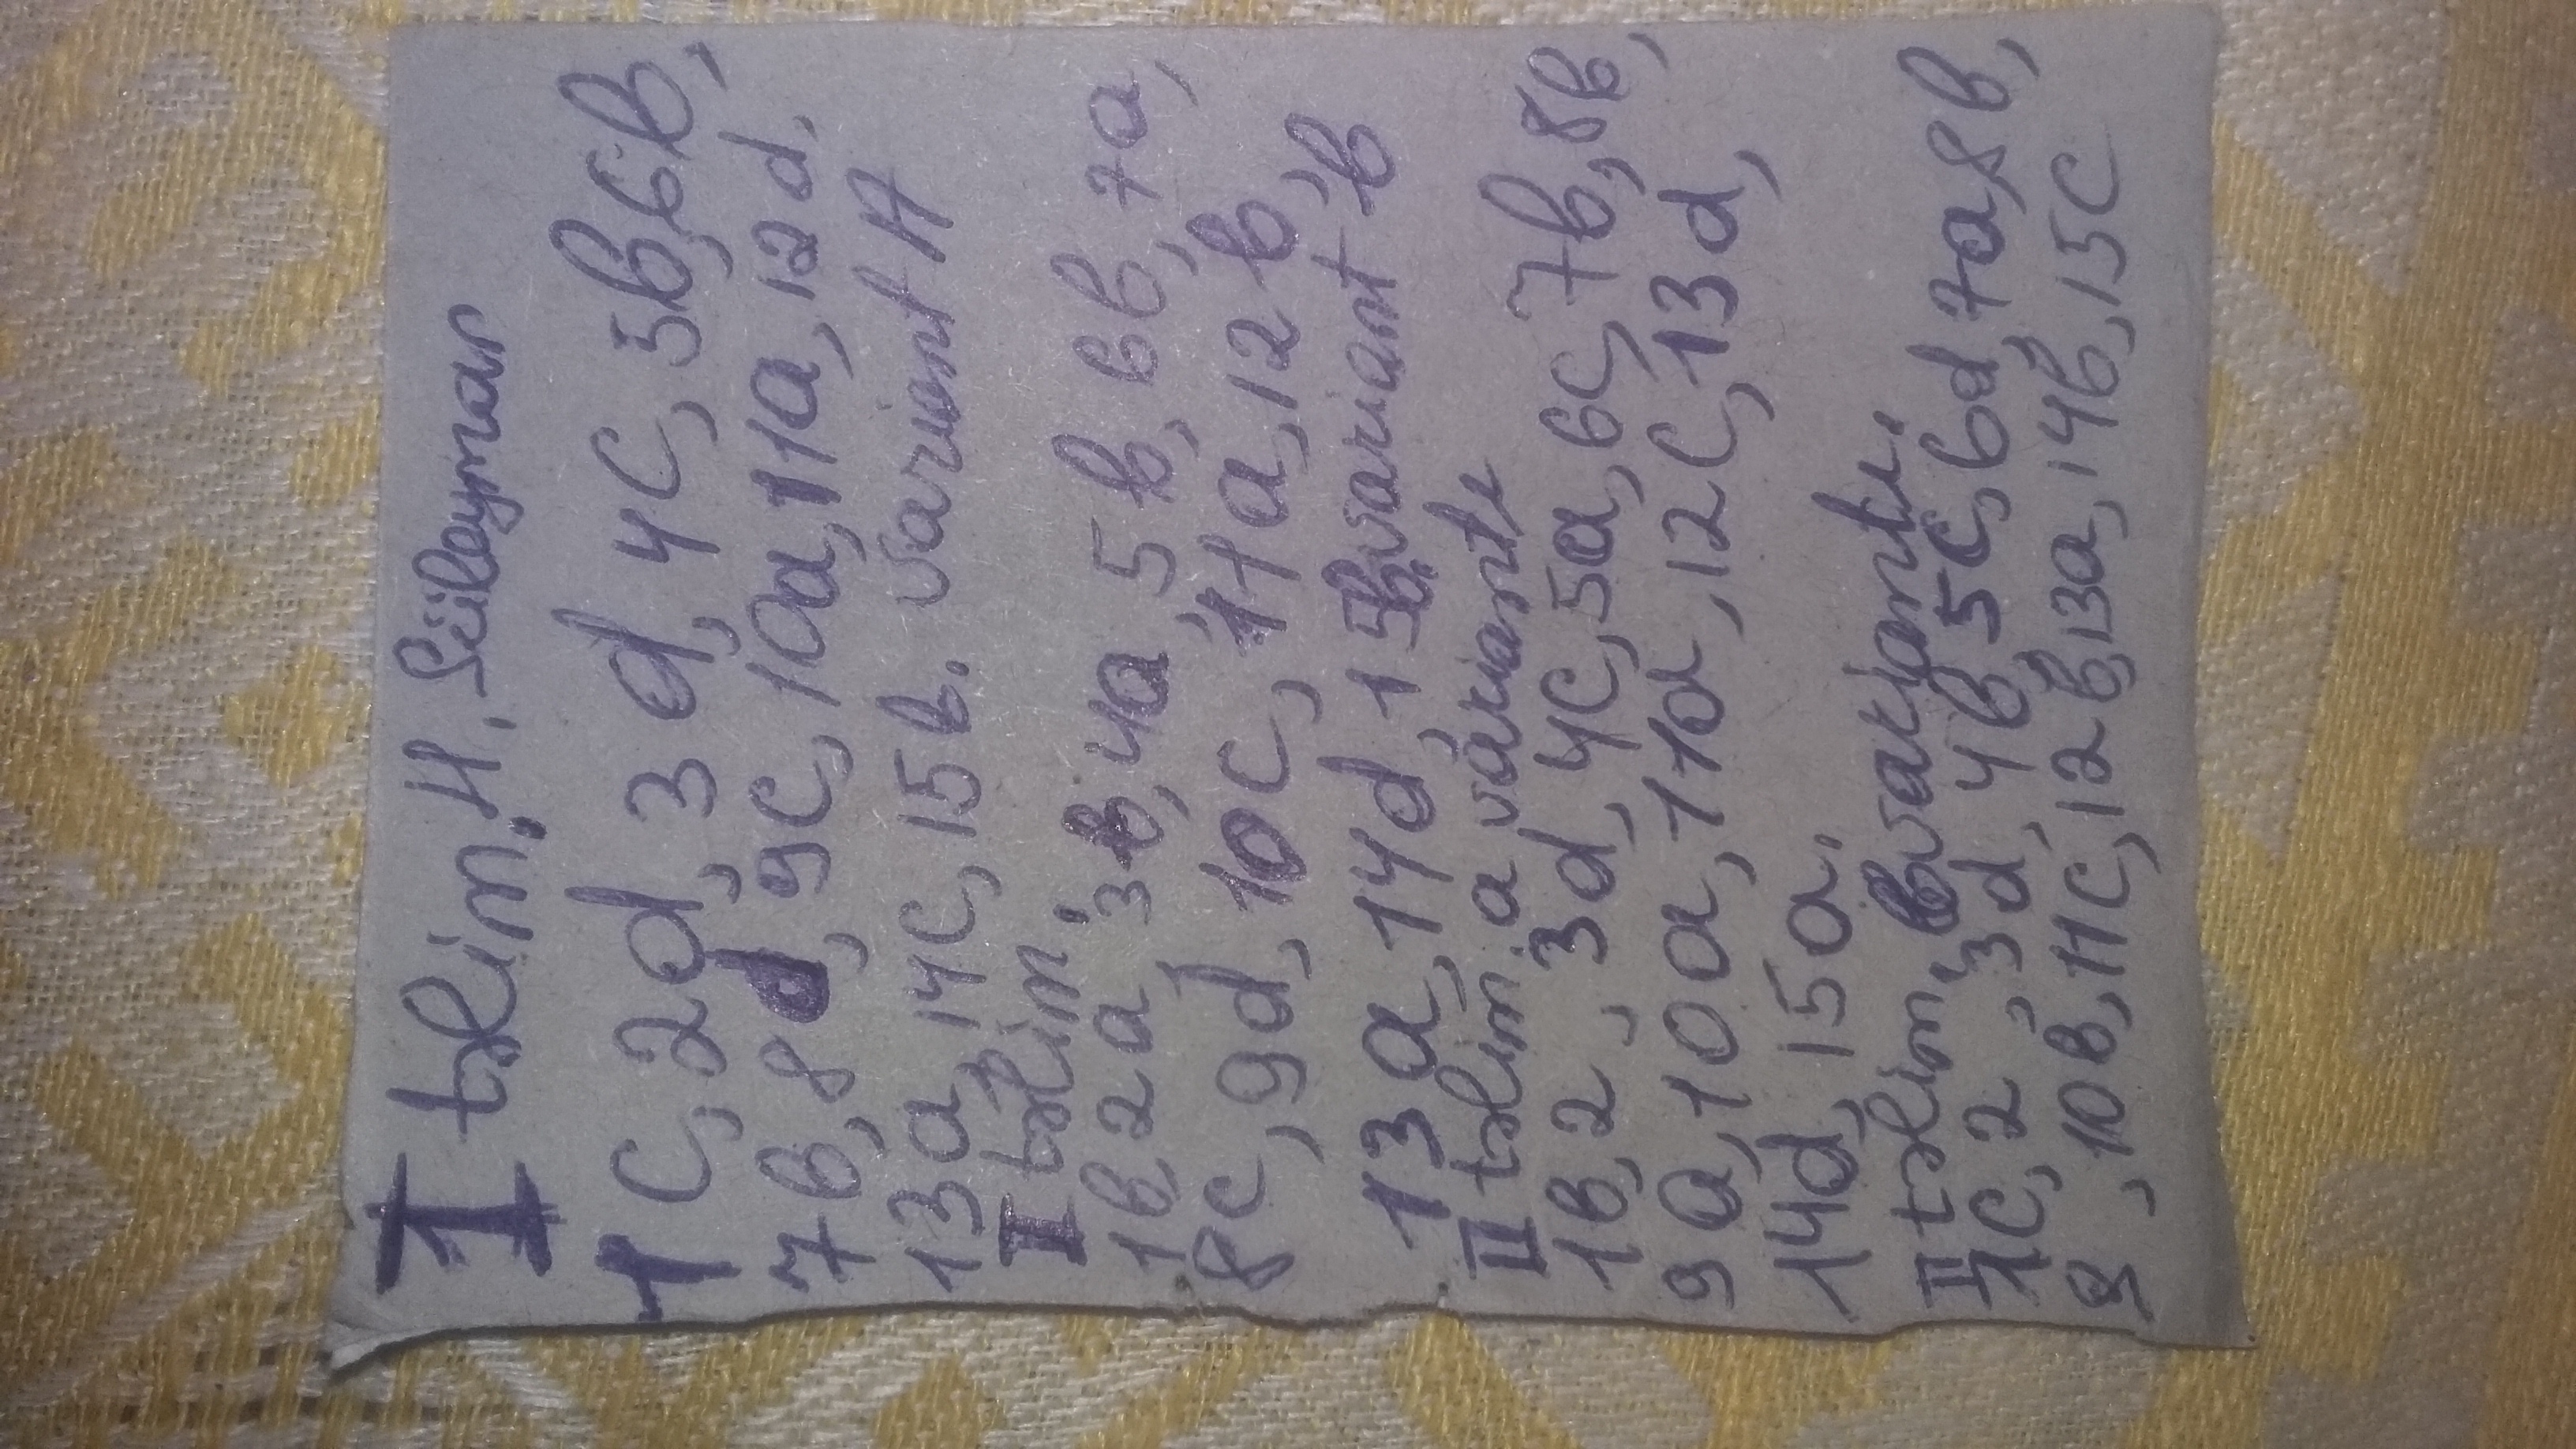 I təlim. H. Süleyman
1 C, 2d, 3 d, 4C, 5b, 6b,
7b, 8d, 9C, 10a, 11a, 12d.
13a, 14C, 15b. Variant A
I təlim.
1b, 2a, 3b, 4a, 5b, 6b, 7a,
8c, 9d, 10c, 11a, 12b,
13a, 14d, 15b. variant b
II təlim. a variantı
1b, 2 , 3d, 4C, 5a, 6C, 7b, 8b,
9a, 10a, 11d, 12C, 13d,
14d, 15a.
II təlim. b variantı.
1C, 2 , 3d, 4b, 5C, 6d, 7a, 8b,
9 , 10b, 11C, 12b, 13a, 14b, 15C